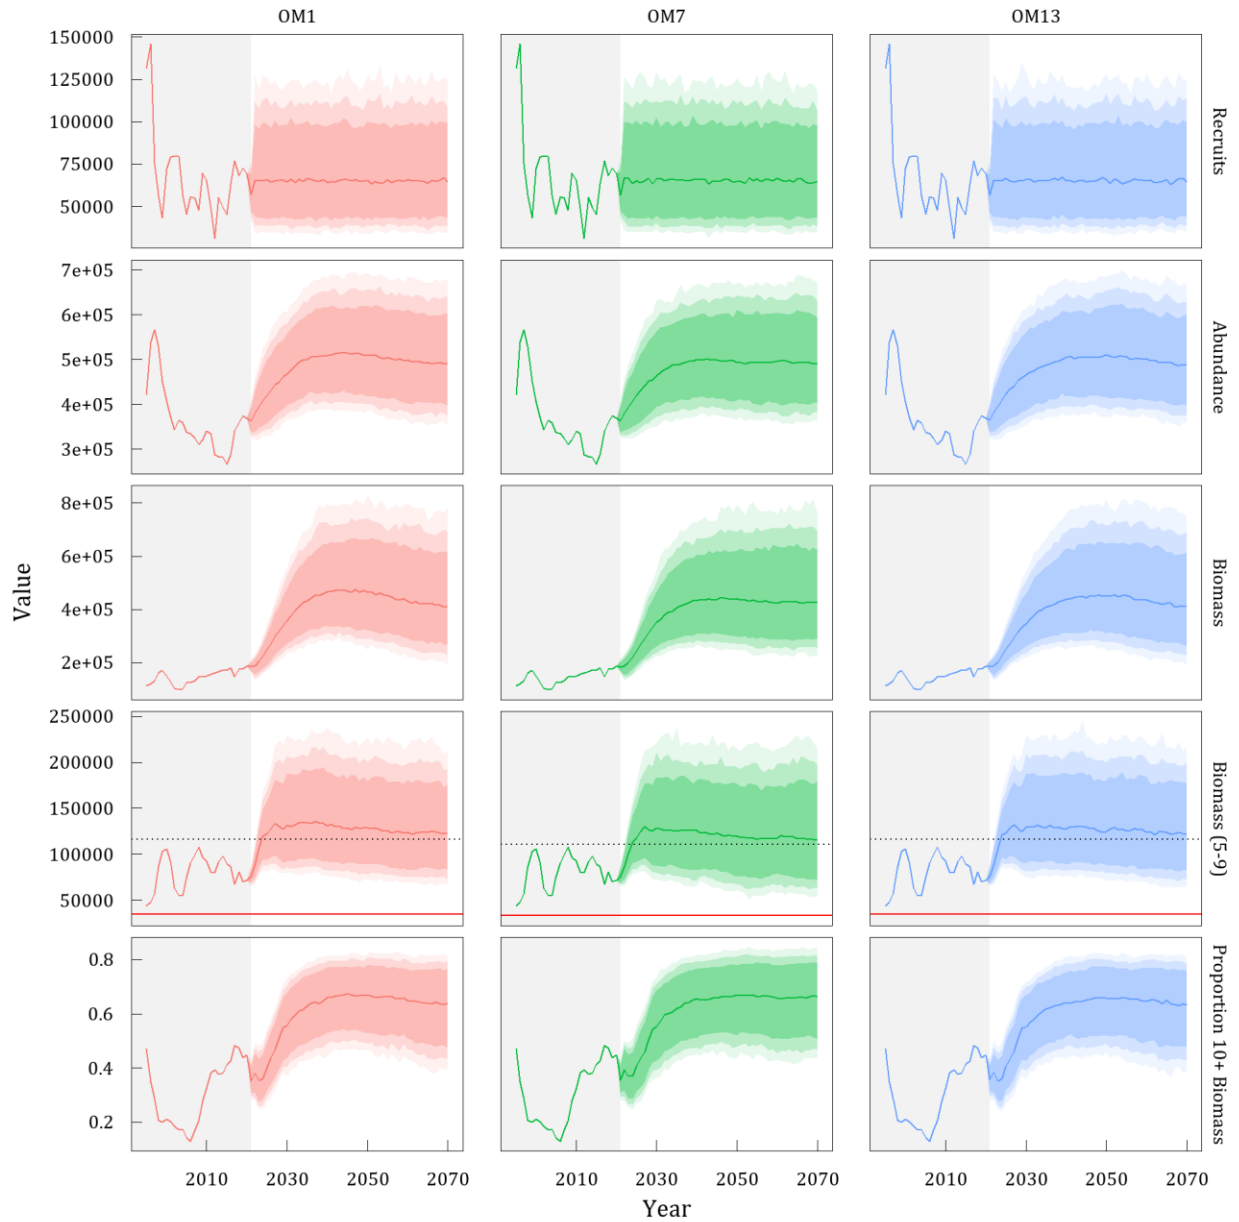 OM1 OM7 OM13
150000
125000
100000
75000
50000
Recruits
7e+05
6e+05
5e+05
4e+05
3e+05
Abundance
8e+05
6e+05
4e+05
2e+05
Biomass
Value
250000
200000
150000
100000
50000
Biomass (5-9)
0.8
0.6
0.4
0.2
Proportion 10+ Biomass
2010 2030 2050 2070 2010 2030 2050 2070 2010 2030 2050 2070
Year